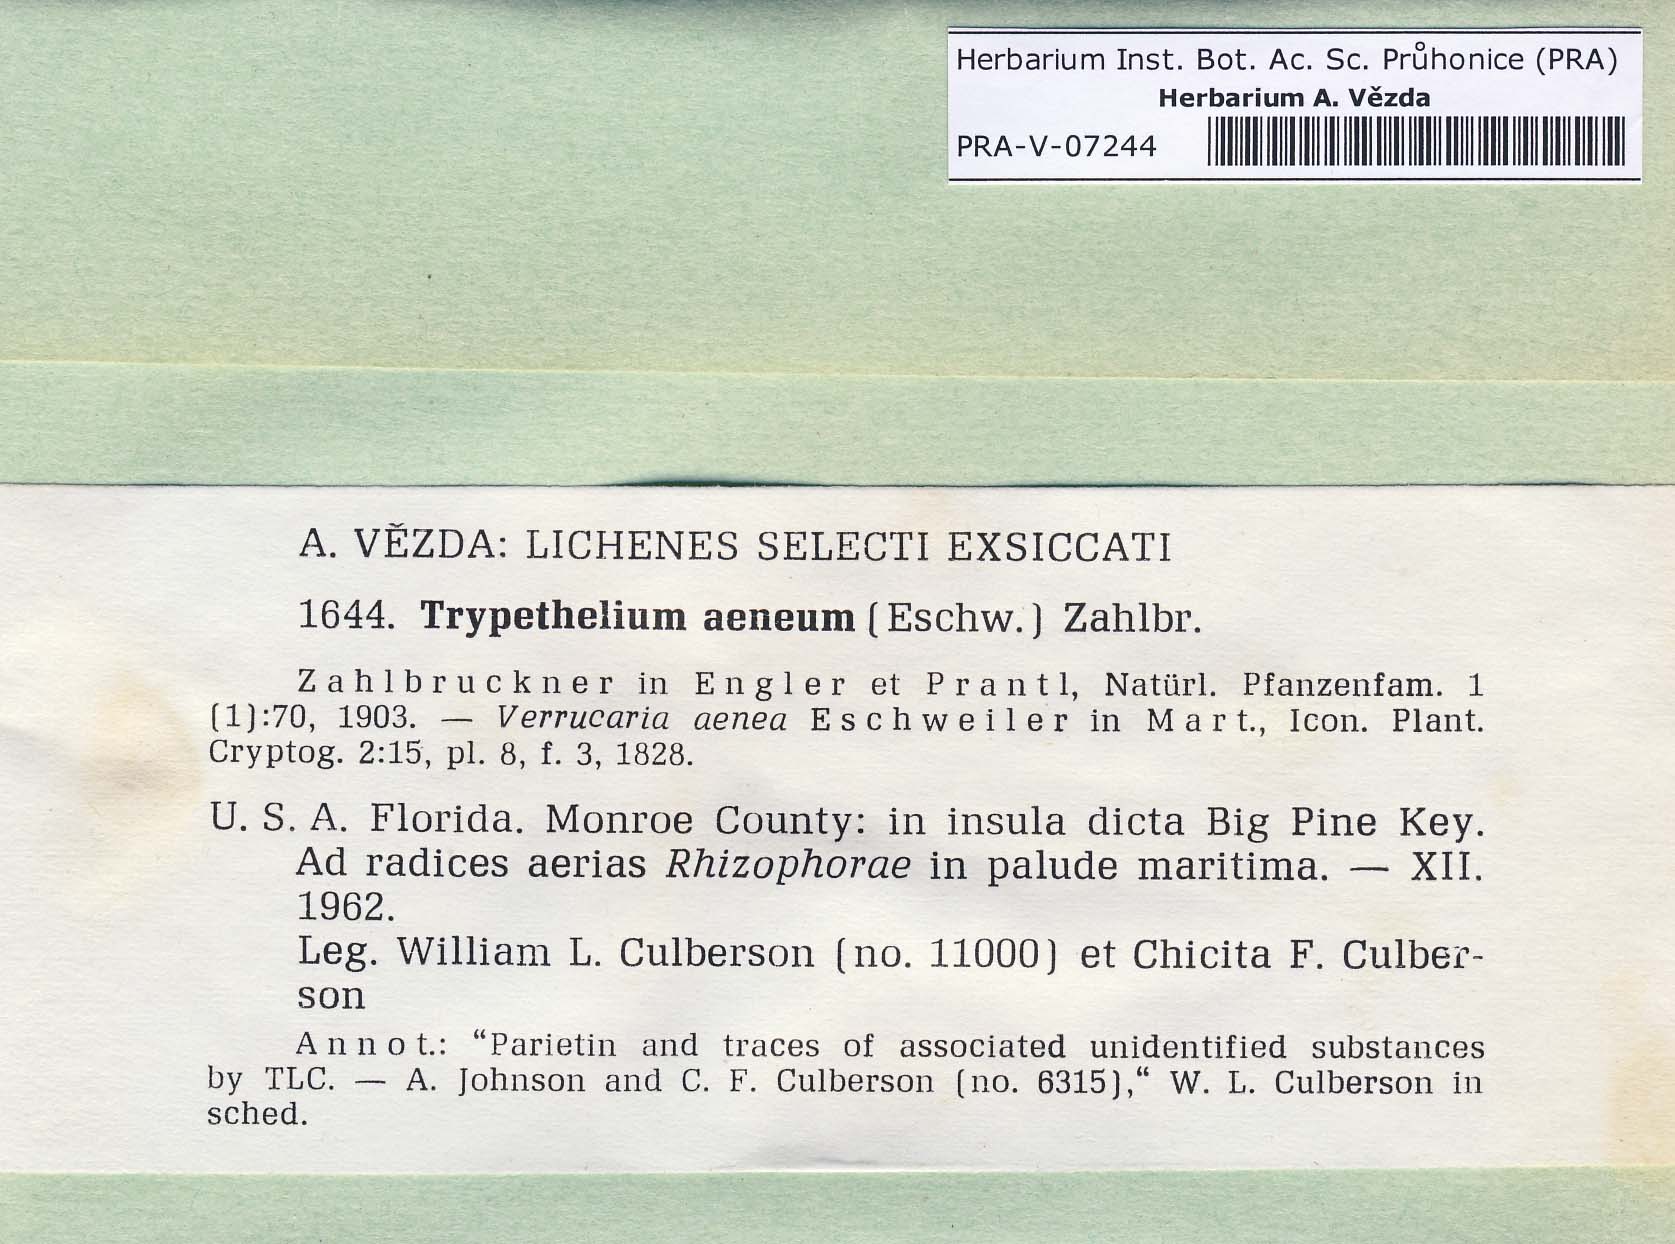 Herbarium Inst. Bot. Ac. Sc. Průhonice (PRA)
Herbarium A. Vězda
PRA-V-07244
A. VĚZDA: LICHENES SELECTI EXSICCATI
1644. Trypethelium aeneum (Eschw.) Zahlbr.
Zahlbruckner in Engler et Prantl, Natürl. Pfanzenfam. 1
(1):70, 1903. — Verrucaria aenea Eschweiler in Mart., Icon. Plant.
Cryptog. 2:15, pl. 8, f. 3, 1828.
U. S. A. Florida. Monroe County: in insula dicta Big Pine Key.
Ad radices aerias Rhizophorae in palude maritima. — XII.
1962.
Leg. William L. Culberson (no. 11000) et Chicita F. Culber-
son
Annot.: “Parietin and traces of associated unidentified substances
by TLC. — A. Johnson and C. F. Culberson (no. 6315),“ W. L. Culberson in
sched.